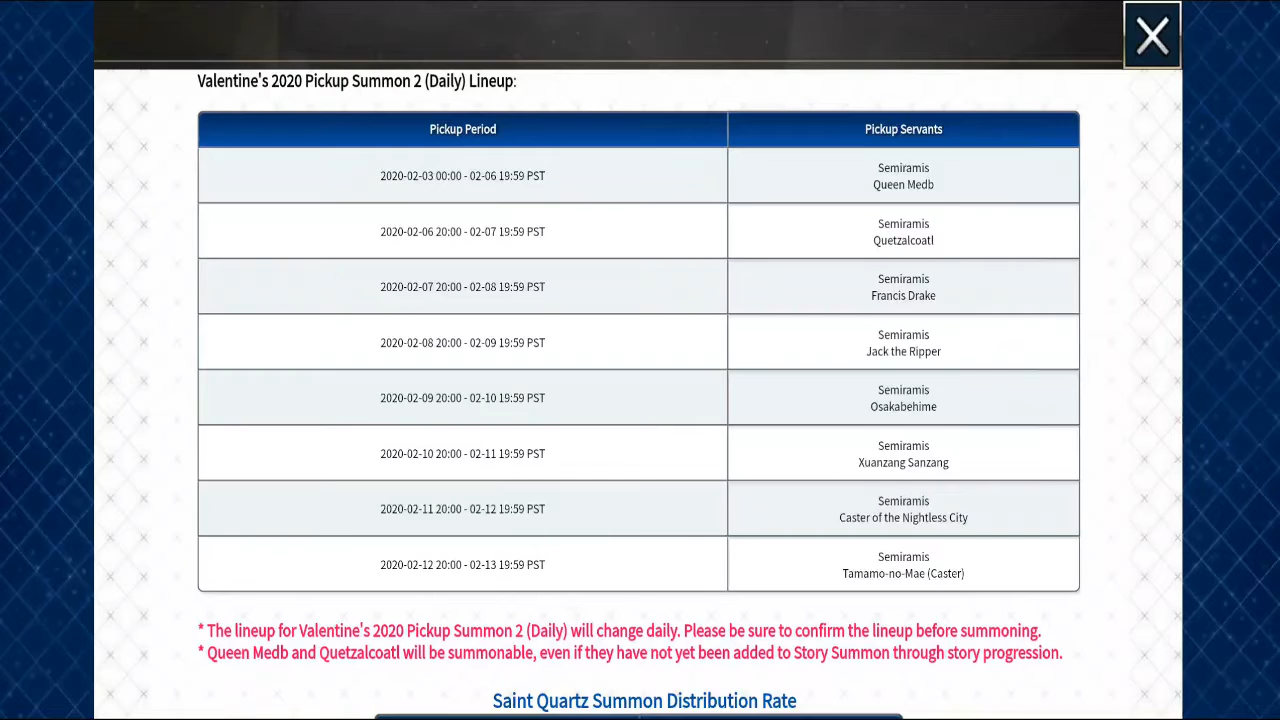 Valentine's 2020 Pickup Summon 2 (Daily) Lineup:
Pickup Period
Pickup Servants
2020-02-03 00:00 - 02-06 19:59 PST
Semiramis
Queen Medb
2020-02-06 20:00 - 02-07 19:59 PST
Semiramis
Quetzalcoatl
2020-02-07 20:00 - 02-08 19:59 PST
Semiramis
Francis Drake
2020-02-08 20:00 - 02-09 19:59 PST
Semiramis
Jack the Ripper
2020-02-09 20:00 - 02-10 19:59 PST
Semiramis
Osakabehime
2020-02-10 20:00 - 02-11 19:59 PST
Semiramis
Xuanzang Sanzang
2020-02-11 20:00 - 02-12 19:59 PST
Semiramis
Caster of the Nightless City
2020-02-12 20:00 - 02-13 19:59 PST
Semiramis
Tamamo-no-Mae (Caster)
* The lineup for Valentine's 2020 Pickup Summon 2 (Daily) will change daily. Please be sure to confirm the lineup before summoning.
* Queen Medb and Quetzalcoatl will be summonable, even if they have not yet been added to Story Summon through story progression.
Saint Quartz Summon Distribution Rate